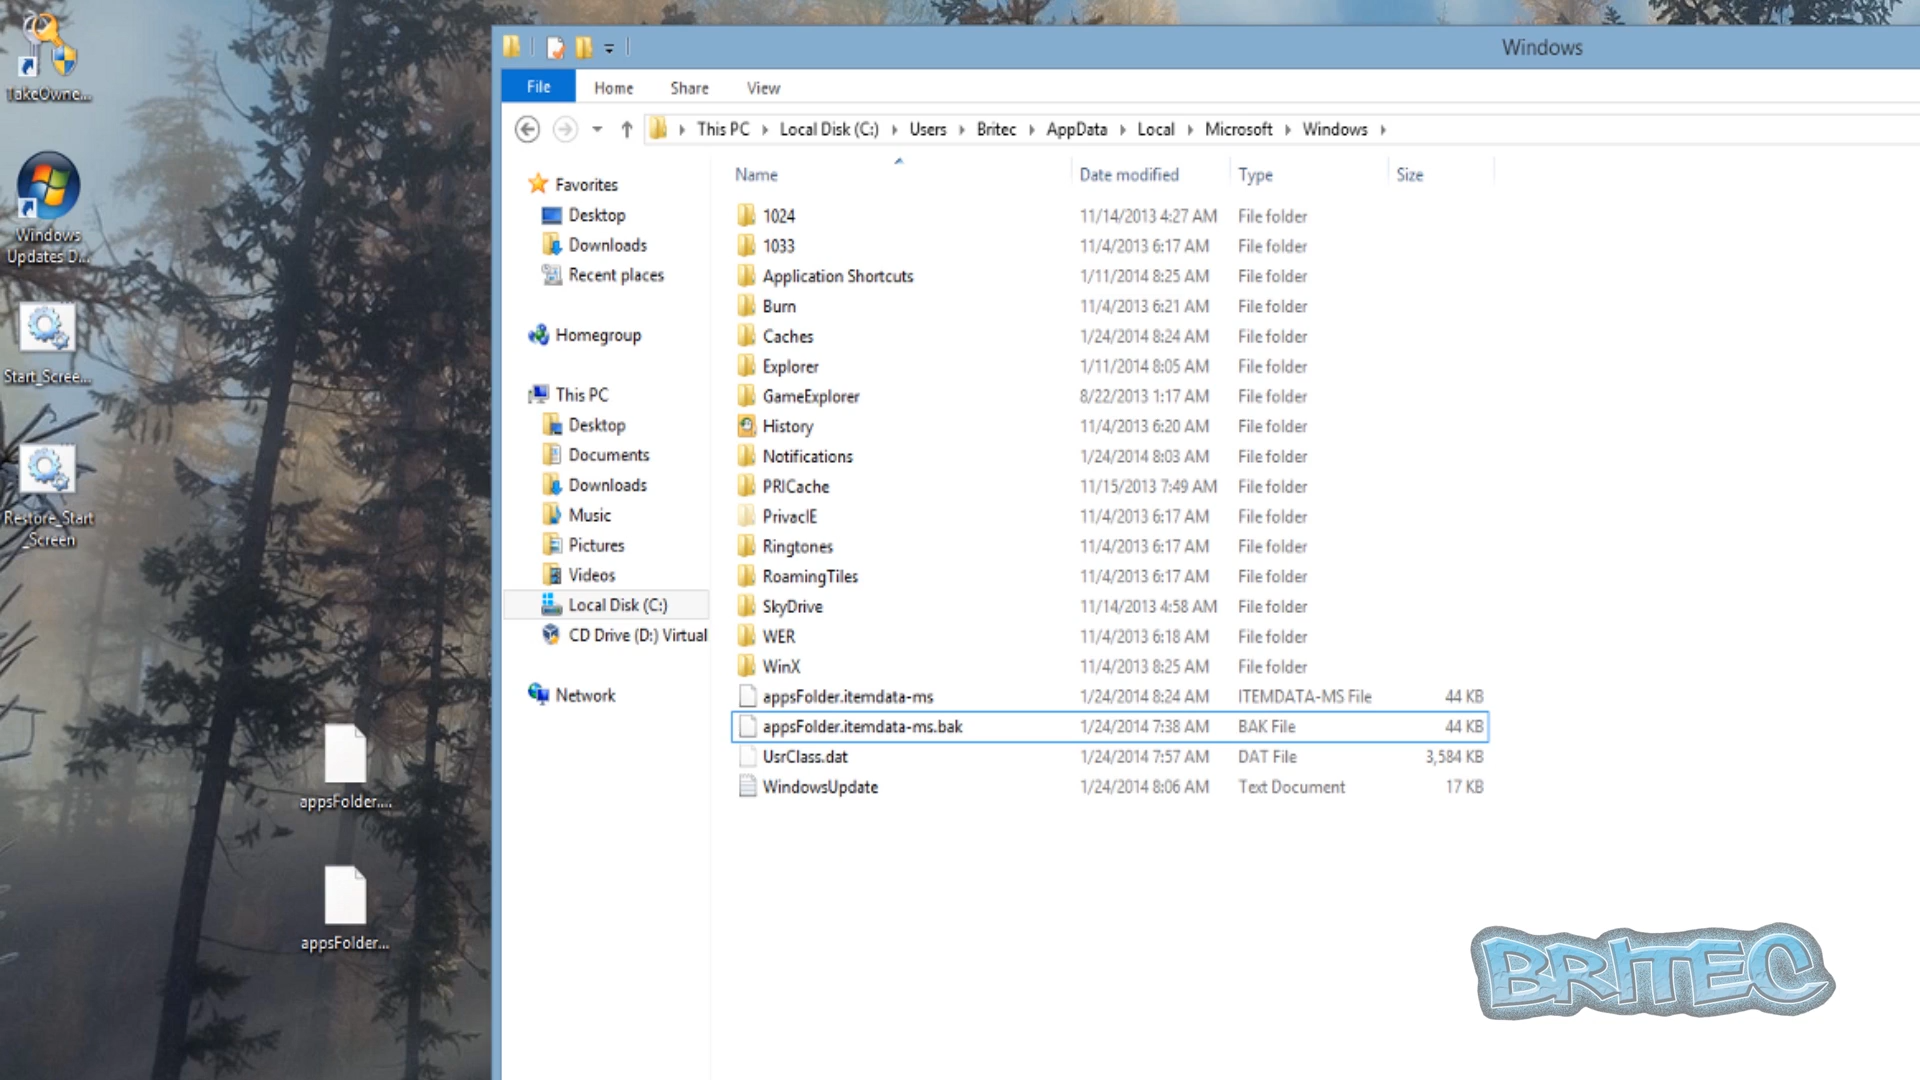 TakeOwne...
Windows
Updates D...
Start_Scree...
Restore_Start
_Screen
appsFolder....
appsFolder...
Windows
File Home Share View
This PC Local Disk (C:) Users Britec AppData Local Microsoft Windows
Favorites
Desktop
Downloads
Recent places
Homegroup
This PC
Desktop
Documents
Downloads
Music
Pictures
Videos
Local Disk (C:)
CD Drive (D:) Virtual
Network
Name Date modified Type Size
1024 11/14/2013 4:27 AM File folder
1033 11/4/2013 6:17 AM File folder
Application Shortcuts 1/11/2014 8:25 AM File folder
Burn 11/4/2013 6:21 AM File folder
Caches 1/24/2014 8:24 AM File folder
Explorer 1/11/2014 8:05 AM File folder
GameExplorer 8/22/2013 1:17 AM File folder
History 11/4/2013 6:20 AM File folder
Notifications 1/24/2014 8:03 AM File folder
PRICache 11/15/2013 7:49 AM File folder
PrivacIE 11/4/2013 6:17 AM File folder
Ringtones 11/4/2013 6:17 AM File folder
RoamingTiles 11/4/2013 6:17 AM File folder
SkyDrive 11/14/2013 4:58 AM File folder
WER 11/4/2013 6:18 AM File folder
WinX 11/4/2013 8:25 AM File folder
appsFolder.itemdata-ms 1/24/2014 8:24 AM ITEMDATA-MS File 44 KB
appsFolder.itemdata-ms.bak 1/24/2014 7:38 AM BAK File 44 KB
UsrClass.dat 1/24/2014 7:57 AM DAT File 3,584 KB
WindowsUpdate 1/24/2014 8:06 AM Text Document 17 KB
BRITEC